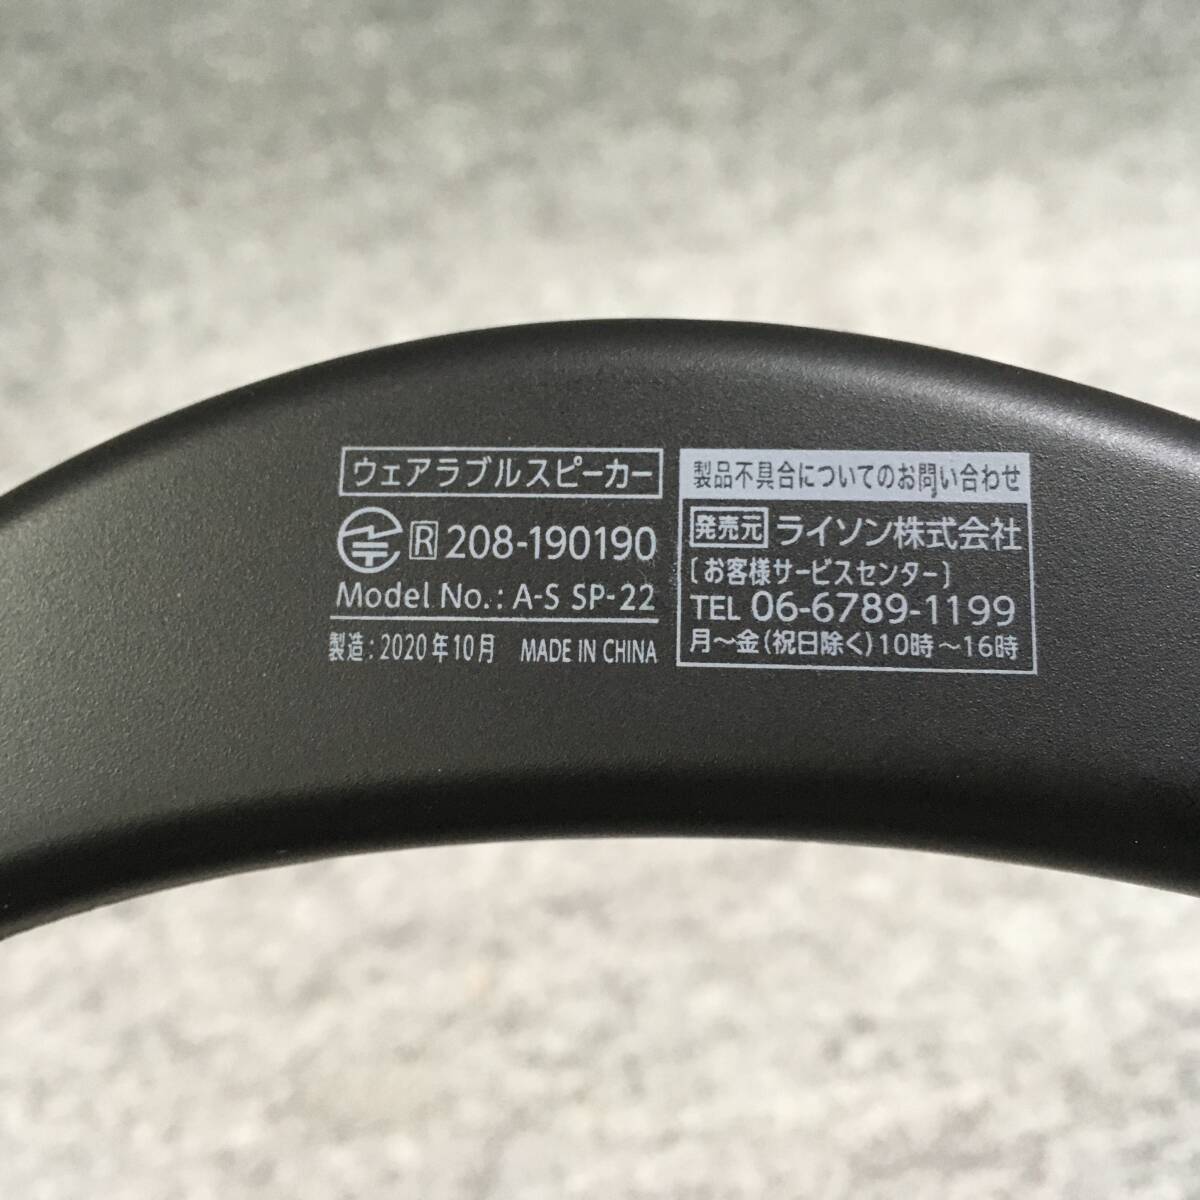 ウェアラブルスピーカー
R 208-190190
Model No.: A-S SP-22
製造:2020年10月 MADE IN CHINA
製品不具合についてのお問い合わせ
発売元 ライソン株式会社
[お客様サービスセンター]
TEL 06-6789-1199
月〜金(祝日除く)10時〜16時